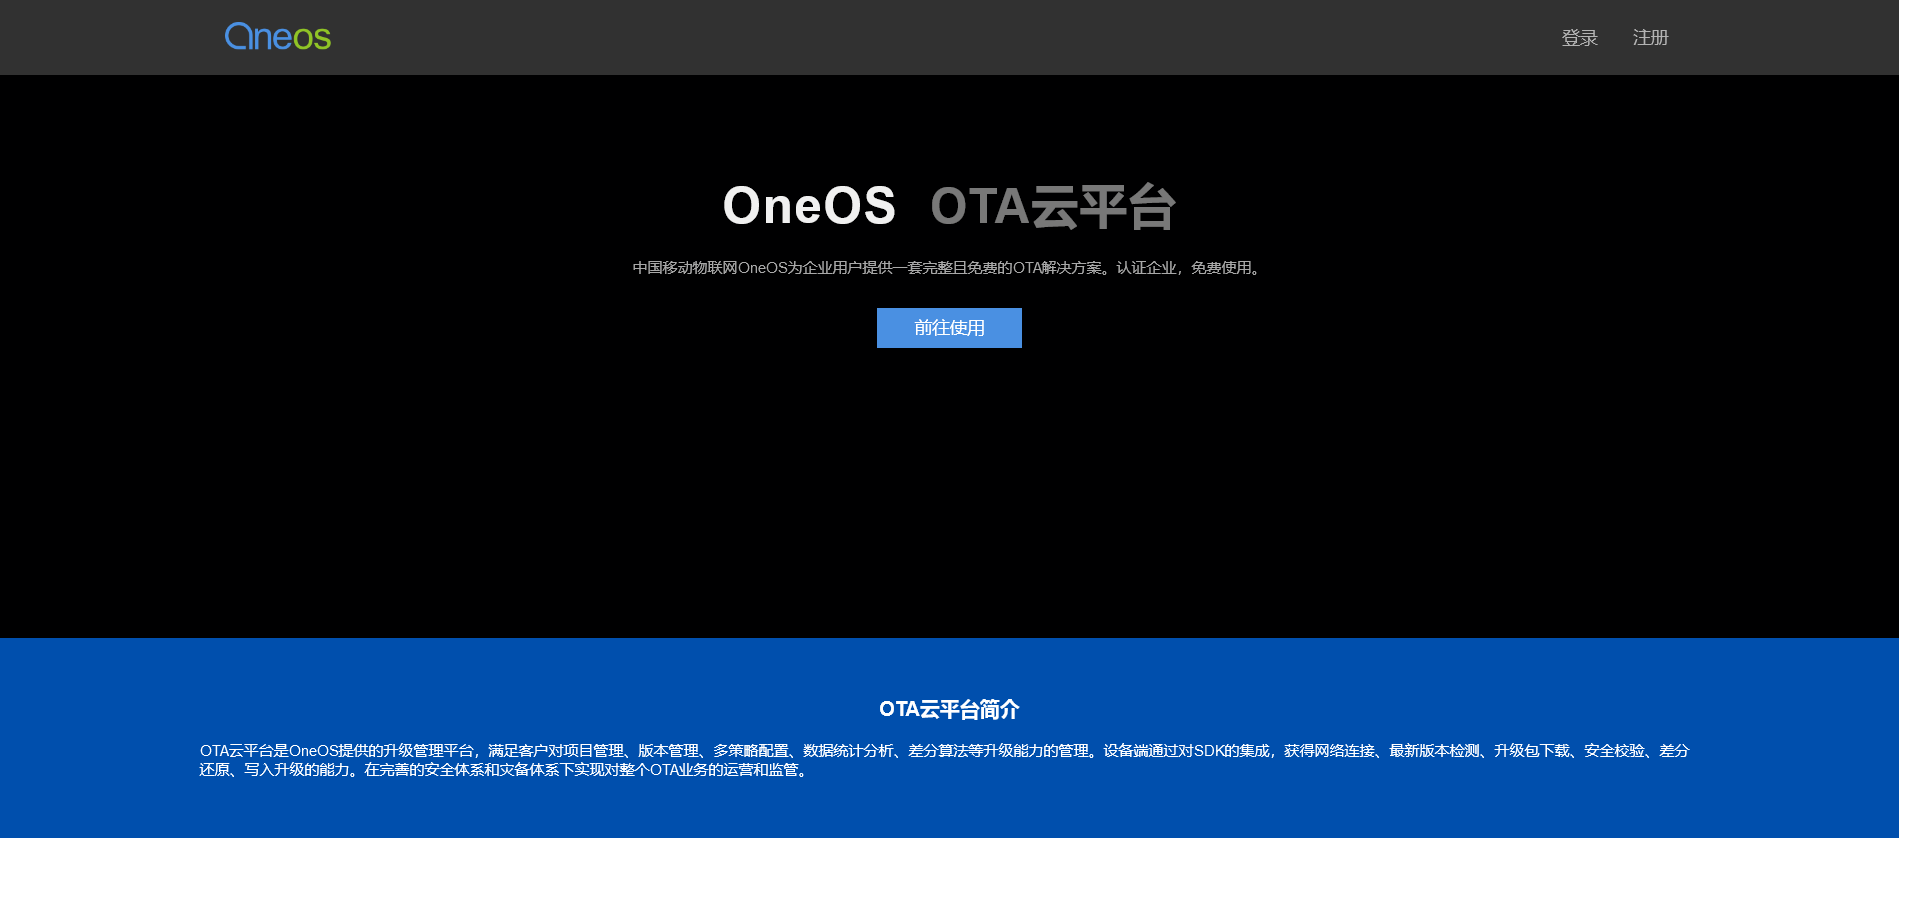 Oneos
登录 注册
OneOS OTA云平台
中国移动物联网OneOS为企业用户提供一套完整且免费的OTA解决方案。认证企业，免费使用。
前往使用
OTA云平台简介
OTA云平台是OneOS提供的升级管理平台，满足客户对项目管理、版本管理、多策略配置、数据统计分析、差分算法等升级能力的管理。设备端通过对SDK的集成，获得网络连接、最新版本检测、升级包下载、安全校验、差分
还原、写入升级的能力。在完善的安全体系和灾备体系下实现对整个OTA业务的运营和监管。